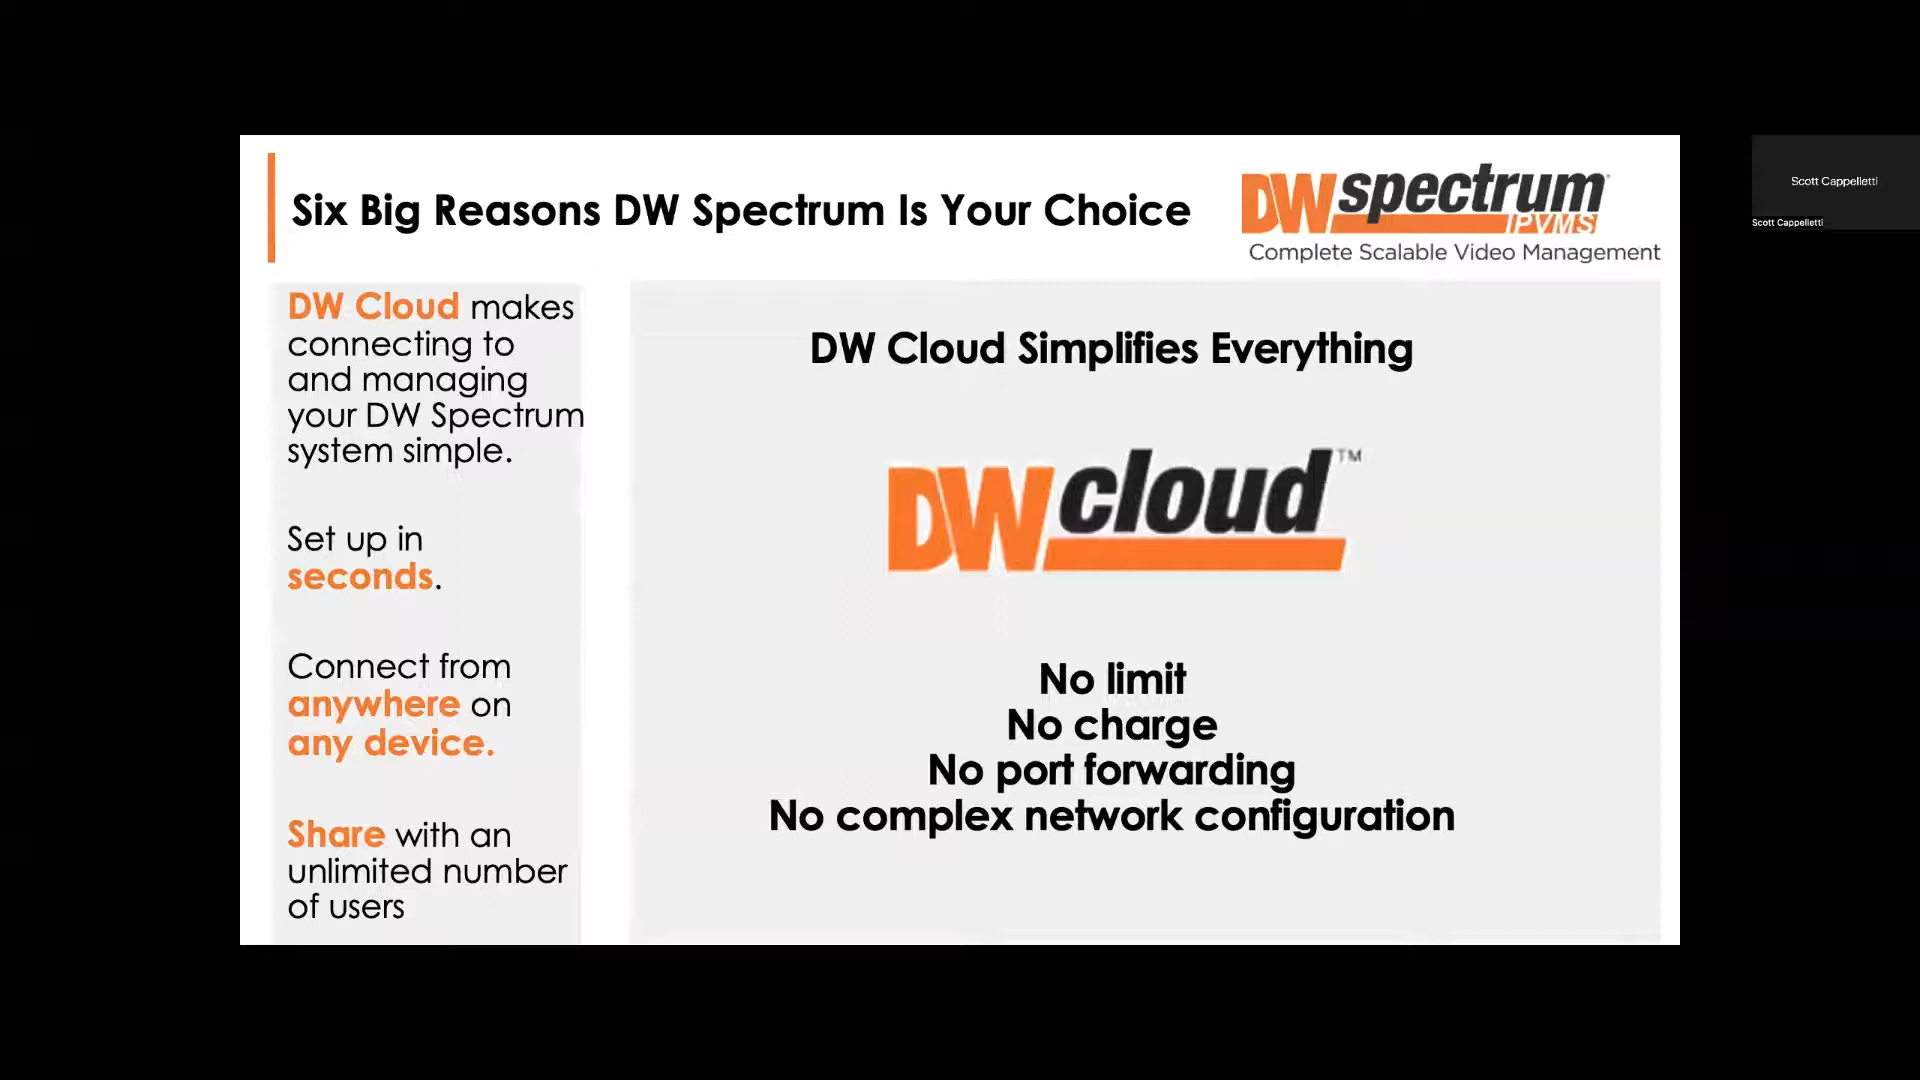 Six Big Reasons DW Spectrum Is Your Choice
DW spectrum
IPVMS
Complete Scalable Video Management
Scott Cappelletti
Scott Cappelletti
DW Cloud makes
connecting to
and managing
your DW Spectrum
system simple.
Set up in
seconds.
Connect from
anywhere on
any device.
Share with an
unlimited number
of users
DW Cloud Simplifies Everything
DW cloud™
No limit
No charge
No port forwarding
No complex network configuration